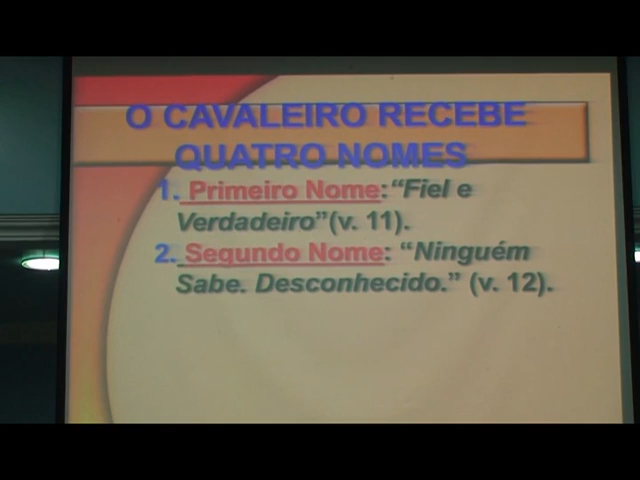 O CAVALEIRO RECEBE
QUATRO NOMES
1. Primeiro Nome:“Fiel e
Verdadeiro”(v. 11).
2. Segundo Nome: “Ninguém
Sabe. Desconhecido.” (v. 12).